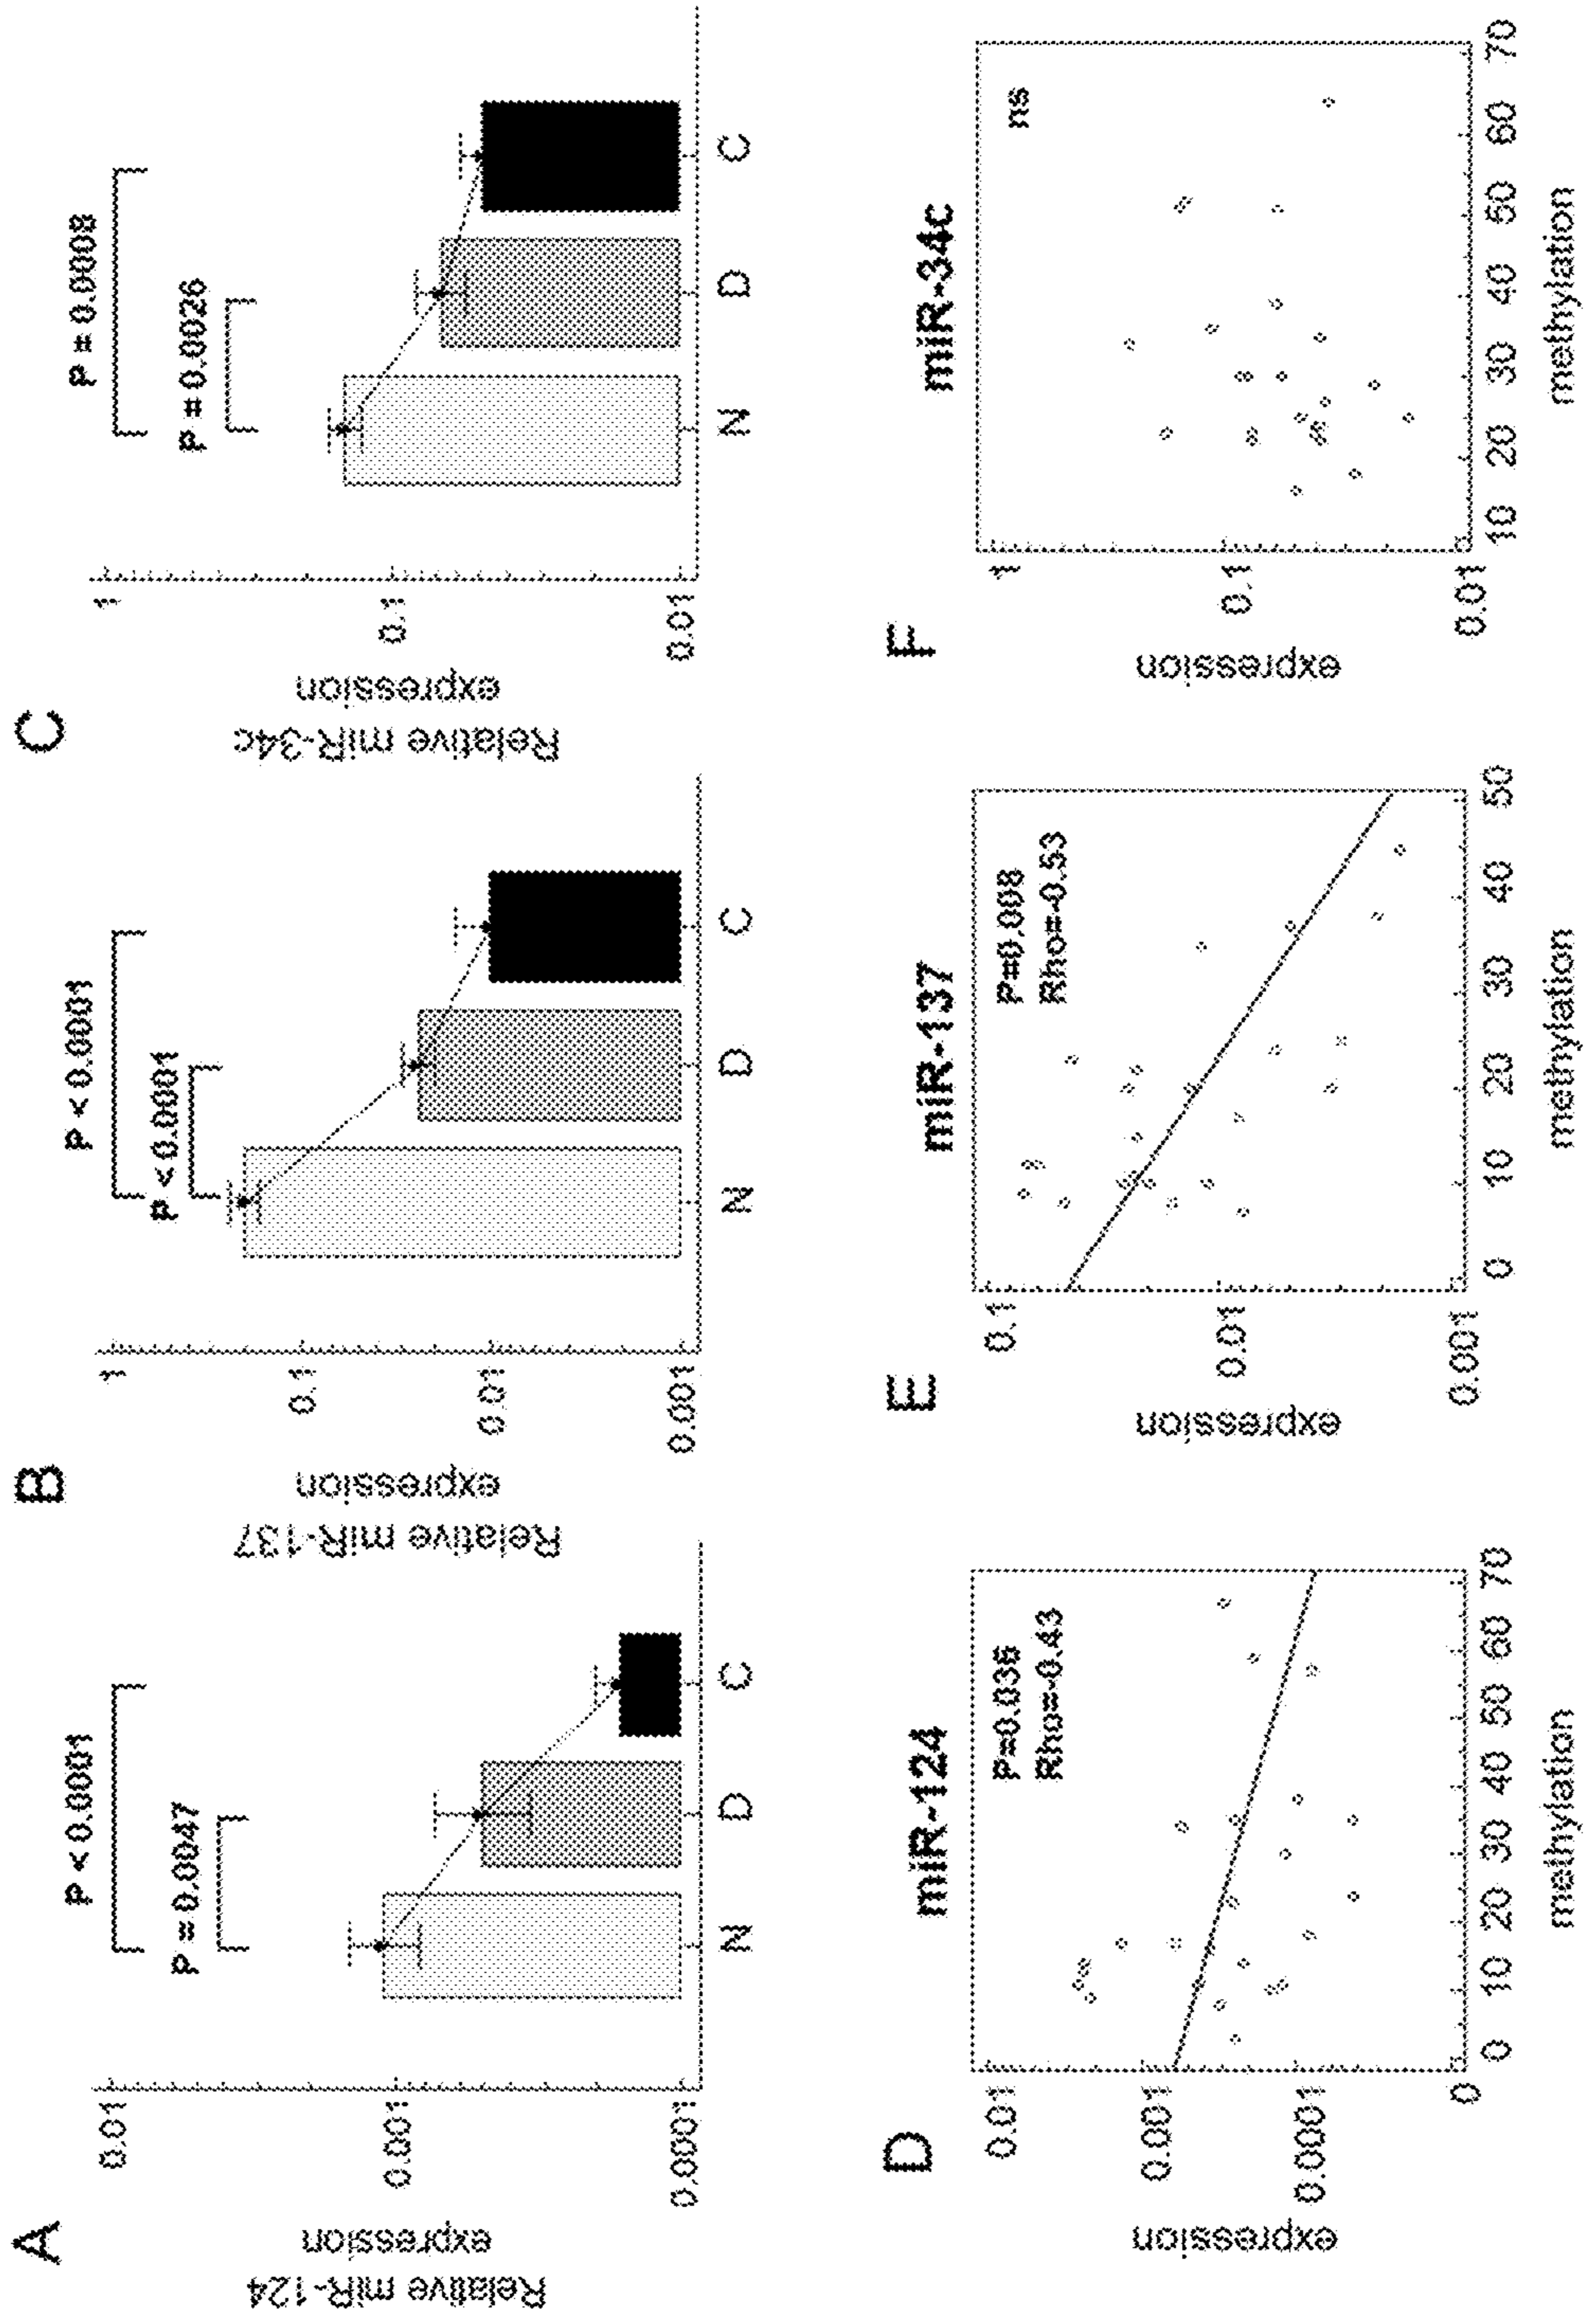 A
Relative miR-124
expression
0.01
0.001
0.0001
P < 0.0001
P = 0.0047
N
D
C
B
Relative miR-137
expression
1
0.1
0.01
0.001
P < 0.0001
P < 0.0001
N
D
C
C
Relative miR-34c
expression
1
0.1
0.01
P = 0.0008
P = 0.0026
N
D
C
D
miR-124
expression
0.01
0.001
0.0001
0
P=0.036
Rho=-0.43
0 10 20 30 40 50 60 70
methylation
E
miR-137
expression
0.1
0.01
0.001
P=0.008
Rho=-0.53
0 10 20 30 40 50
methylation
F
miR-34c
expression
1
0.1
0.01
ns
10 20 30 40 50 60 70
methylation